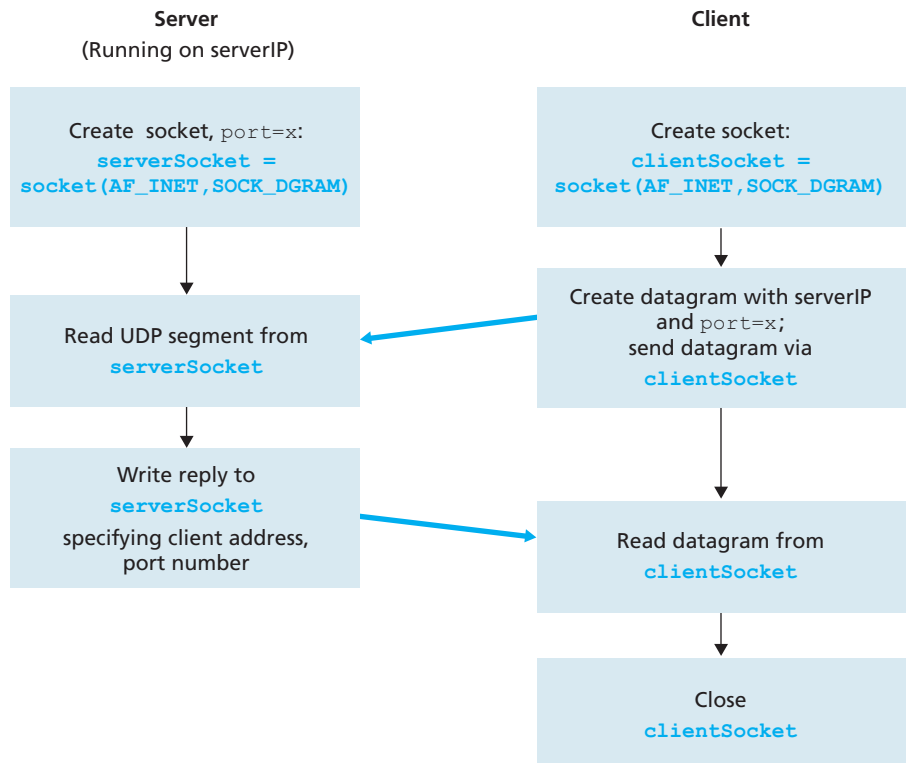 Server
(Running on serverIP)
Create socket, port=x:
serverSocket =
socket(AF_INET,SOCK_DGRAM)
Read UDP segment from
serverSocket
Write reply to
serverSocket
specifying client address,
port number
Client
Create socket:
clientSocket =
socket(AF_INET,SOCK_DGRAM)
Create datagram with serverIP
and port=x;
send datagram via
clientSocket
Read datagram from
clientSocket
Close
clientSocket